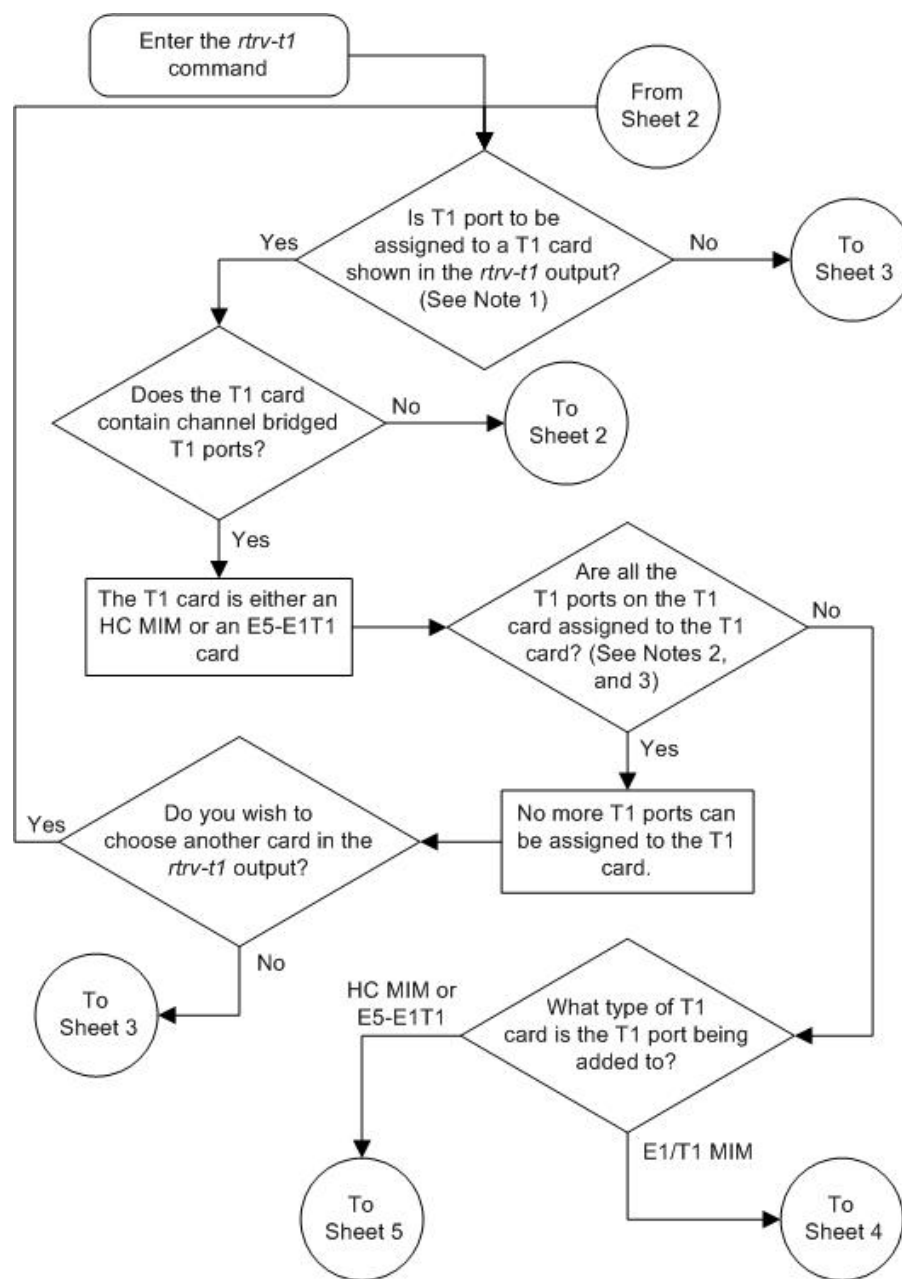 Enter the rtrv-t1
command
From
Sheet 2
Is T1 port to be
assigned to a T1 card
shown in the rtrv-t1 output?
(See Note 1)
Yes
No
To
Sheet 3
Does the T1 card
contain channel bridged
T1 ports?
No
To
Sheet 2
Yes
The T1 card is either an
HC MIM or an E5-E1T1
card
Are all the
T1 ports on the T1
card assigned to the T1
card? (See Notes 2,
and 3)
No
Yes
No more T1 ports can
be assigned to the T1
card.
Do you wish to
choose another card in the
rtrv-t1 output?
Yes
No
To
Sheet 3
What type of T1
card is the T1 port being
added to?
HC MIM or
E5-E1T1
E1/T1 MIM
To
Sheet 5
To
Sheet 4